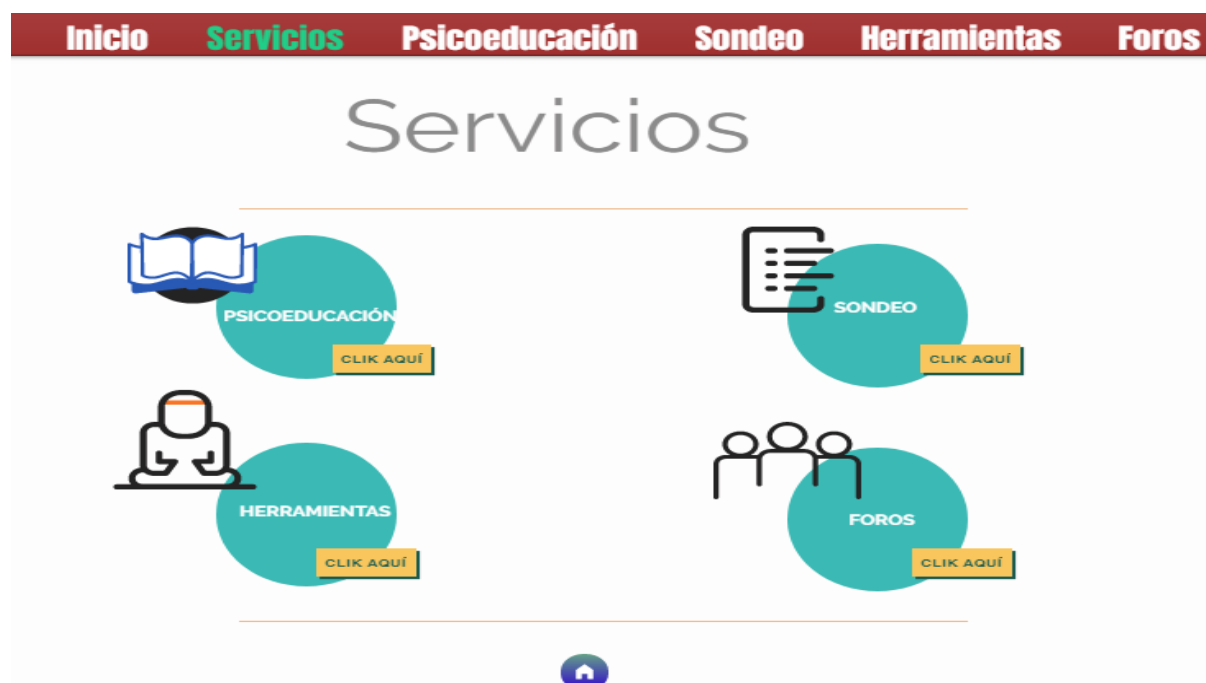 Inicio Servicios Psicoeducación Sondeo Herramientas Foros
Servicios
PSICOEDUCACIÓN
CLIK AQUÍ
SONDEO
CLIK AQUÍ
HERRAMIENTAS
CLIK AQUÍ
FOROS
CLIK AQUÍ